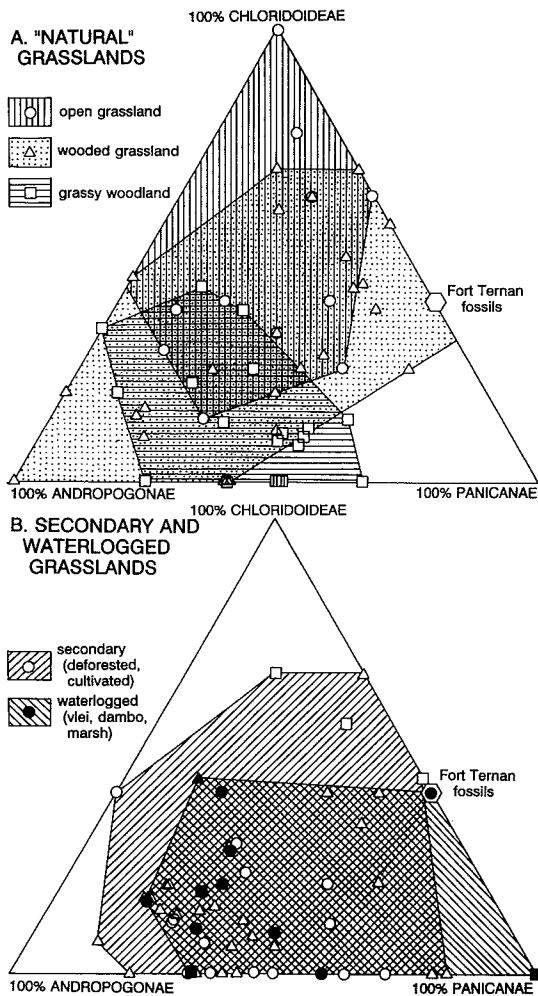 100% CHLORIDOIDEAE
A. "NATURAL"
GRASSLANDS
open grassland
wooded grassland
grassy woodland
Fort Ternan
fossils
100% ANDROPOGONAE
100% PANICANAE
100% CHLORIDOIDEAE
B. SECONDARY AND
WATERLOGGED
GRASSLANDS
secondary
(deforested,
cultivated)
waterlogged
(vlei, dambo,
marsh)
Fort Ternan
fossils
100% ANDROPOGONAE
100% PANICANAE